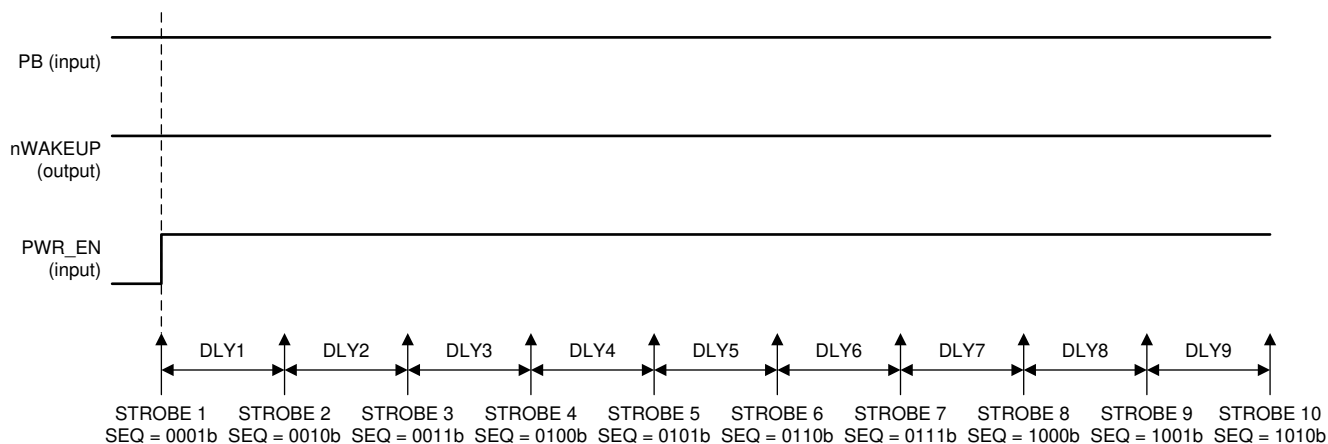 PB (input)
nWAKEUP
(output)
PWR_EN
(input)
DLY1 DLY2 DLY3 DLY4 DLY5 DLY6 DLY7 DLY8 DLY9
STROBE 1 STROBE 2 STROBE 3 STROBE 4 STROBE 5 STROBE 6 STROBE 7 STROBE 8 STROBE 9 STROBE 10
SEQ = 0001b SEQ = 0010b SEQ = 0011b SEQ = 0100b SEQ = 0101b SEQ = 0110b SEQ = 0111b SEQ = 1000b SEQ = 1001b SEQ = 1010b